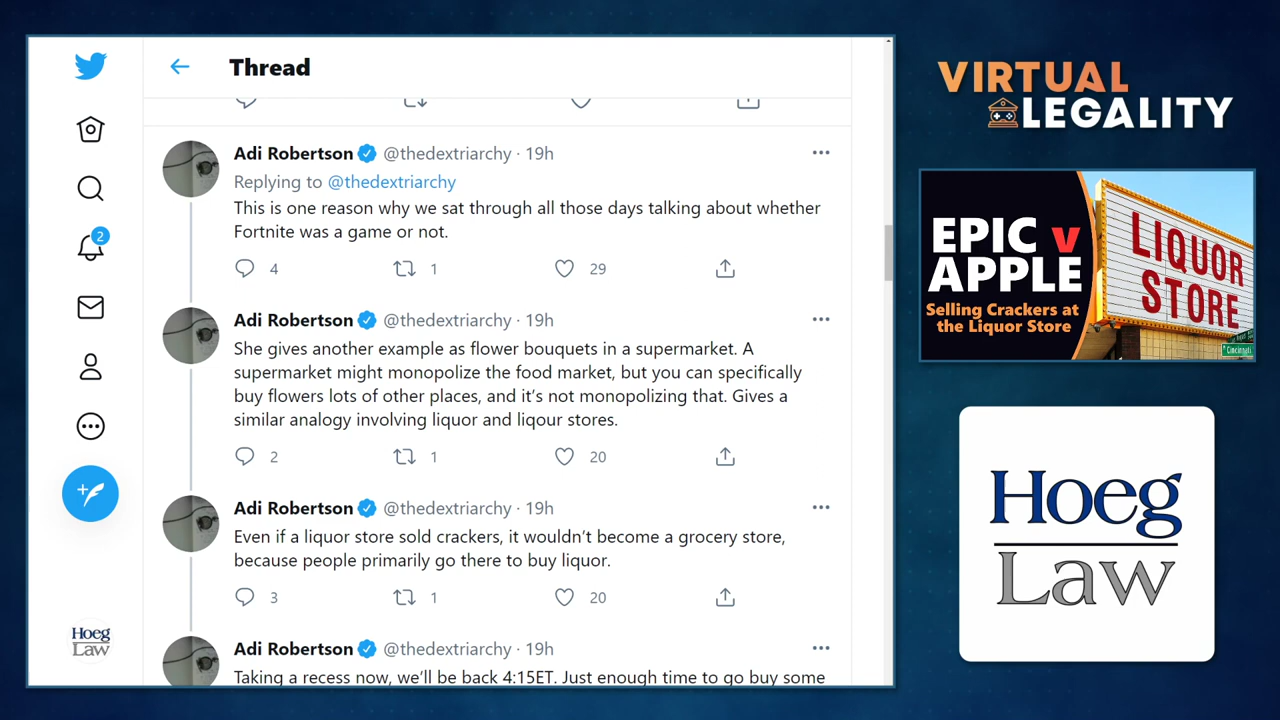 Thread
Adi Robertson @thedextriarchy · 19h
Replying to @thedextriarchy
This is one reason why we sat through all those days talking about whether
Fortnite was a game or not.
4 1 29
Adi Robertson @thedextriarchy · 19h
She gives another example as flower bouquets in a supermarket. A
supermarket might monopolize the food market, but you can specifically
buy flowers lots of other places, and it's not monopolizing that. Gives a
similar analogy involving liquor and liqour stores.
2 1 20
Adi Robertson @thedextriarchy · 19h
Even if a liquor store sold crackers, it wouldn't become a grocery store,
because people primarily go there to buy liquor.
3 1 20
Adi Robertson @thedextriarchy · 19h
Taking a recess now, we'll be back 4:15ET. Just enough time to go buy some
2
Hoeg
Law
VIRTUAL
LEGALITY
EPIC v
APPLE
Selling Crackers at
the Liquor Store
LIQUOR
STORE
Cincinnati
Hoeg
Law